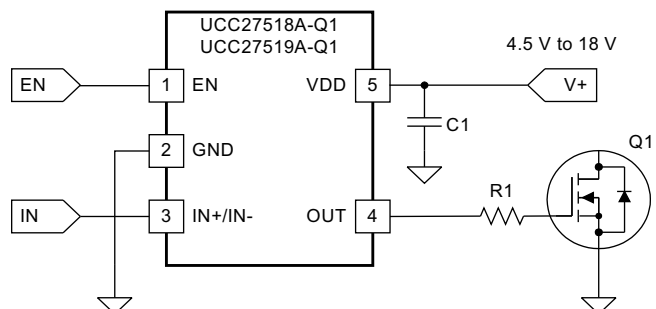 UCC27518A-Q1
UCC27519A-Q1
4.5 V to 18 V
EN
1
EN
VDD
5
V+
C1
2
GND
Q1
R1
IN
3
IN+/IN-
OUT
4